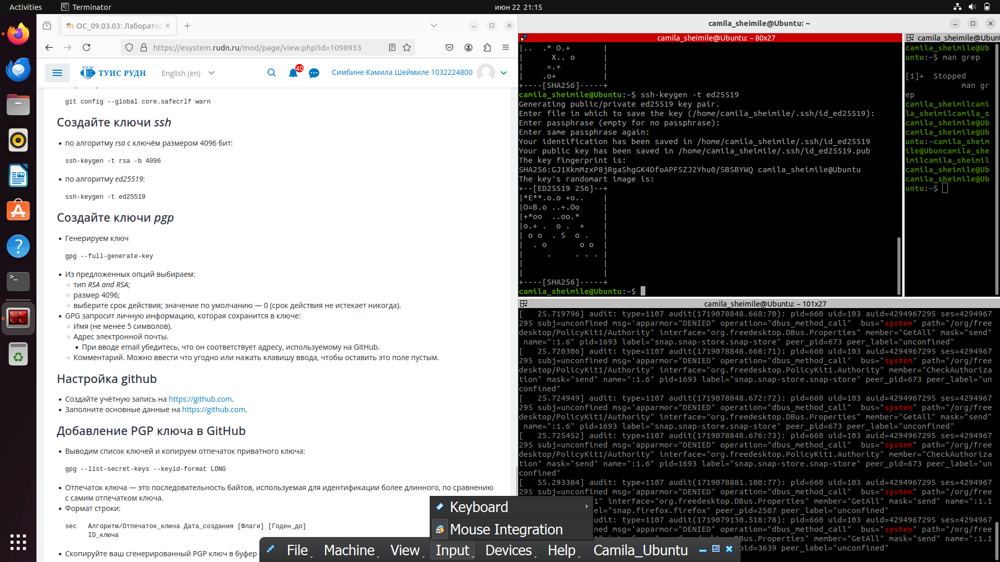 Activities
Terminator
июн 22 21:15
ОС_09.03.03: Лаборатор
https://esystem.rudn.ru/mod/page/view.php?id=1098933
ТУИС РУДН
English (en)
40
Симбине Камила Шеймиле 1032224800
git config --global core.safecrlf warn
Создайте ключи ssh
по алгоритму rsa с ключём размером 4096 бит:
ssh-keygen -t rsa -b 4096
по алгоритму ed25519:
ssh-keygen -t ed25519
Создайте ключи pgp
Генерируем ключ
gpg --full-generate-key
Из предложенных опций выбираем:
тип RSA and RSA;
размер 4096;
выберите срок действия; значение по умолчанию — 0 (срок действия не истекает никогда).
GPG запросит личную информацию, которая сохранится в ключе:
Имя (не менее 5 символов).
Адрес электронной почты.
При вводе email убедитесь, что он соответствует адресу, используемому на GitHub.
Комментарий. Можно ввести что угодно или нажать клавишу ввода, чтобы оставить это поле пустым.
Настройка github
Создайте учётную запись на https://github.com.
Заполните основные данные на https://github.com.
Добавление PGP ключа в GitHub
Выводим список ключей и копируем отпечаток приватного ключа:
gpg --list-secret-keys --keyid-format LONG
Отпечаток ключа — это последовательность байтов, используемая для идентификации более длинного, по сравнению
с самим отпечатком ключа.
Формат строки:
sec   Алгоритм/Отпечаток_ключа Дата_создания [Флаги] [Годен_до]
      ID_ключа
Скопируйте ваш сгенерированный PGP ключ в буфер
camila_sheimile@Ubuntu: ~
camila_sheimile@Ubuntu: ~ 80x27
|..  .* O.+       |
|      X.. o      |
|     =.+         |
|    .o+          |
+----[SHA256]-----+
camila_sheimile@Ubuntu:~$ ssh-keygen -t ed25519
Generating public/private ed25519 key pair.
Enter file in which to save the key (/home/camila_sheimile/.ssh/id_ed25519):
Enter passphrase (empty for no passphrase):
Enter same passphrase again:
Your identification has been saved in /home/camila_sheimile/.ssh/id_ed25519
Your public key has been saved in /home/camila_sheimile/.ssh/id_ed25519.pub
The key fingerprint is:
SHA256:GJ1XkmMzxP8jRgaShgGK4DfoAPFSZJ2Yhu0/SBSBYWQ camila_sheimile@Ubuntu
The key's randomart image is:
+--[ED25519 256]--+
|*E**.o.o +o..    |
|O=B.o ..+.Oo     |
|+*oo  ..oo.*     |
|o.+ .  o .  +    |
| o o  . S  o .   |
|  . o       o o  |
|     .     . . . |
|                 |
|                 |
+----[SHA256]-----+
camila_sheimile@Ubuntu:~$
camila_sheimile@Ubunt
camila_sheimile@Ub
untu:~$ man grep
[1]+  Stopped
            man gr
ep
camilasheimilcami
la_sheimilcamila_s
camila_sheimile@Ub
camila_sheimile@Ub
untu:~camila_sheim
ile@Ubuncamila_she
imilcamila_sheimil
camila_sheimile@Ub
camila_sheimile@Ub
untu:~$
camila_sheimile@Ubuntu: ~ 101x27
[   25.719796] audit: type=1107 audit(1719078848.668:70): pid=660 uid=103 auid=4294967295 ses=4294967
295 subj=unconfined msg='apparmor="DENIED" operation="dbus_method_call"  bus="system" path="/org/free
desktop/PolicyKit1/Authority" interface="org.freedesktop.DBus.Properties" member="GetAll" mask="send"
 name=":1.6" pid=1693 label="snap.snap-store.snap-store" peer_pid=673 peer_label="unconfined"
[   25.720306] audit: type=1107 audit(1719078848.668:71): pid=660 uid=103 auid=4294967295 ses=4294967
295 subj=unconfined msg='apparmor="DENIED" operation="dbus_method_call"  bus="system" path="/org/free
desktop/PolicyKit1/Authority" interface="org.freedesktop.PolicyKit1.Authority" member="CheckAuthoriza
tion" mask="send" name=":1.6" pid=1693 label="snap.snap-store.snap-store" peer_pid=673 peer_label="un
confined"
[   25.724949] audit: type=1107 audit(1719078848.672:72): pid=660 uid=103 auid=4294967295 ses=4294967
295 subj=unconfined msg='apparmor="DENIED" operation="dbus_method_call"  bus="system" path="/org/free
desktop/PolicyKit1/Authority" interface="org.freedesktop.DBus.Properties" member="GetAll" mask="send"
 name=":1.6" pid=1693 label="snap.snap-store.snap-store" peer_pid=673 peer_label="unconfined"
[   25.725452] audit: type=1107 audit(1719078848.676:73): pid=660 uid=103 auid=4294967295 ses=4294967
295 subj=unconfined msg='apparmor="DENIED" operation="dbus_method_call"  bus="system" path="/org/free
desktop/PolicyKit1/Authority" interface="org.freedesktop.PolicyKit1.Authority" member="CheckAuthoriza
tion" mask="send" name=":1.6" pid=1693 label="snap.snap-store.snap-store" peer_pid=673 peer_label="un
confined"
[   55.293384] audit: type=1107 audit(1719078881.100:77): pid=660 uid=103 auid=4294967295 ses=4294967
295 subj=unconfined msg='apparmor="DENIED" operation="dbus_method_call"  bus="system" path="/org/free
1" interface="org.freedesktop.DBus.Properties" member="GetAll" mask="send" name=":1.1
el="snap.firefox.firefox" peer_pid=2507 peer_label="unconfined"
udit: type=1107 audit(1719079130.518:78): pid=660 uid=103 auid=4294967295 ses=4294967
msg='apparmor="DENIED" operation="dbus_method_call"  bus="system" path="/org/free
1" interface="org.freedesktop.DBus.Properties" member="GetAll" mask="send" name=":1.1
pid=3639 peer_label="unconfined"
Keyboard
Mouse Integration
File
Machine
View
Input
Devices
Help
Camila_Ubuntu